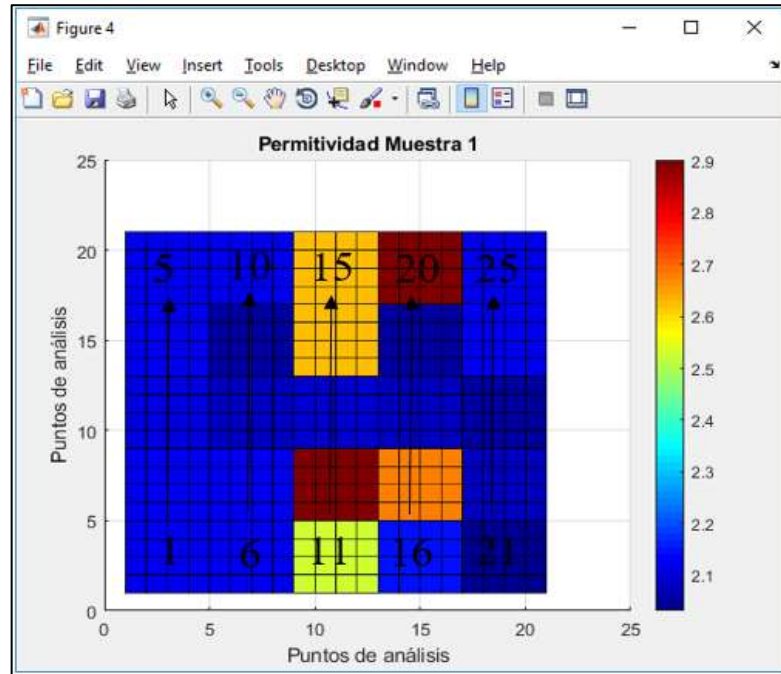 Figure 4
File Edit View Insert Tools Desktop Window Help
Permitividad Muestra 1
25
20
15
10
5
0
Puntos de análisis
5 10 15 20 25
1 6 11 16 21
0 5 10 15 20 25
Puntos de análisis
2.9
2.8
2.7
2.6
2.5
2.4
2.3
2.2
2.1